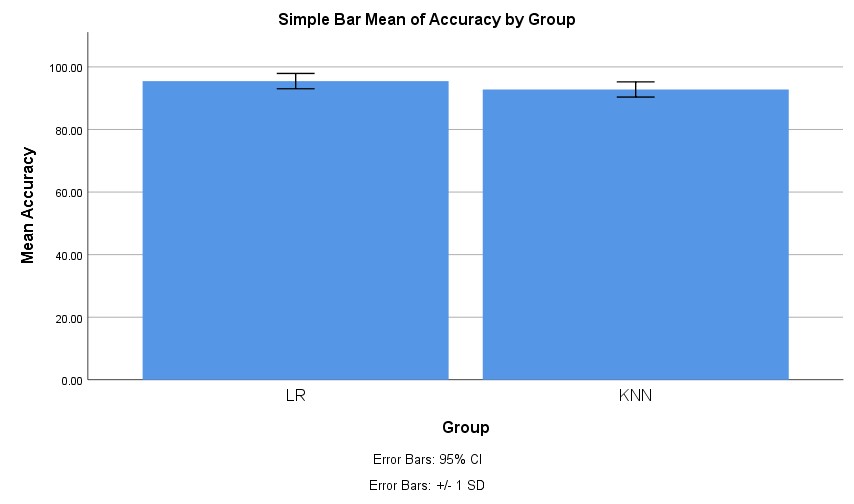 Simple Bar Mean of Accuracy by Group
Mean Accuracy
100.00
80.00
60.00
40.00
20.00
0.00
LR
KNN
Group
Error Bars: 95% CI
Error Bars: +/- 1 SD